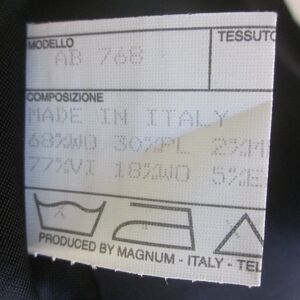 MODELLO TESSUTO
AB 768
COMPOSIZIONE
MADE IN ITALY
68%WO 30%PL 2%
77%VI 18%WO 5%E
PRODUCED BY MAGNUM - ITALY - TEL